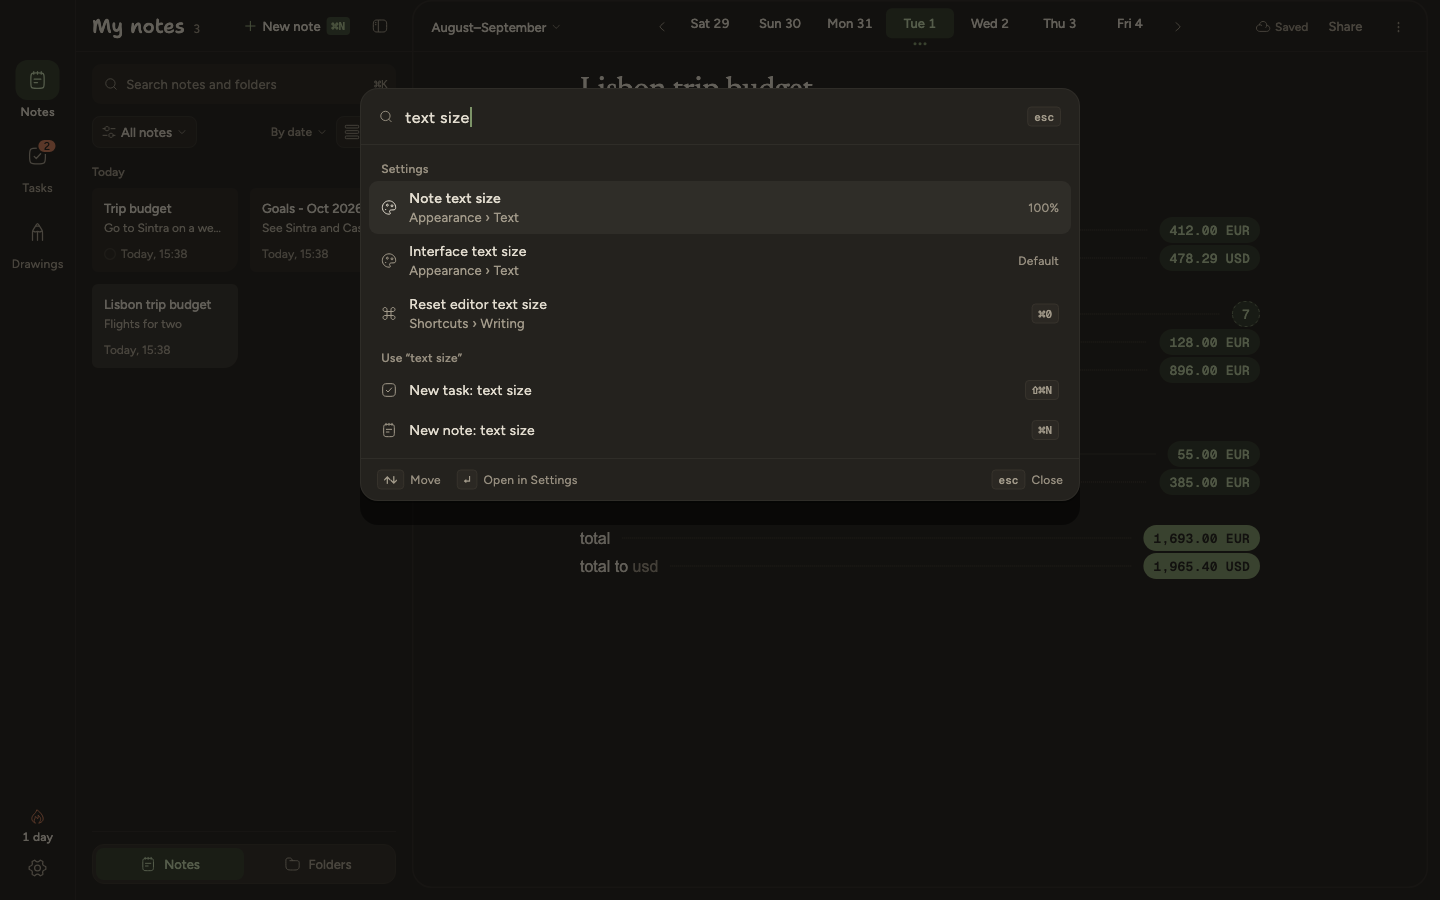 My notes 3
New note ⌘N
August–September
Sat 29
Sun 30
Mon 31
Tue 1
Wed 2
Thu 3
Fri 4
Saved
Share
Notes
Tasks
2
Drawings
1 day
Search notes and folders ⌘K
All notes
By date
Today
Trip budget
Go to Sintra on a we...
Today, 15:38
Goals - Oct 2026
See Sintra and Cas
Today, 15:38
Lisbon trip budget
Flights for two
Today, 15:38
Notes
Folders
Lisbon trip budget
text size
esc
Settings
Note text size
Appearance › Text
100%
Interface text size
Appearance › Text
Default
Reset editor text size
Shortcuts › Writing
⌘0
Use “text size”
New task: text size
⇧⌘N
New note: text size
⌘N
Move
Open in Settings
esc Close
412.00 EUR
478.29 USD
7
128.00 EUR
896.00 EUR
55.00 EUR
385.00 EUR
total
1,693.00 EUR
total to usd
1,965.40 USD